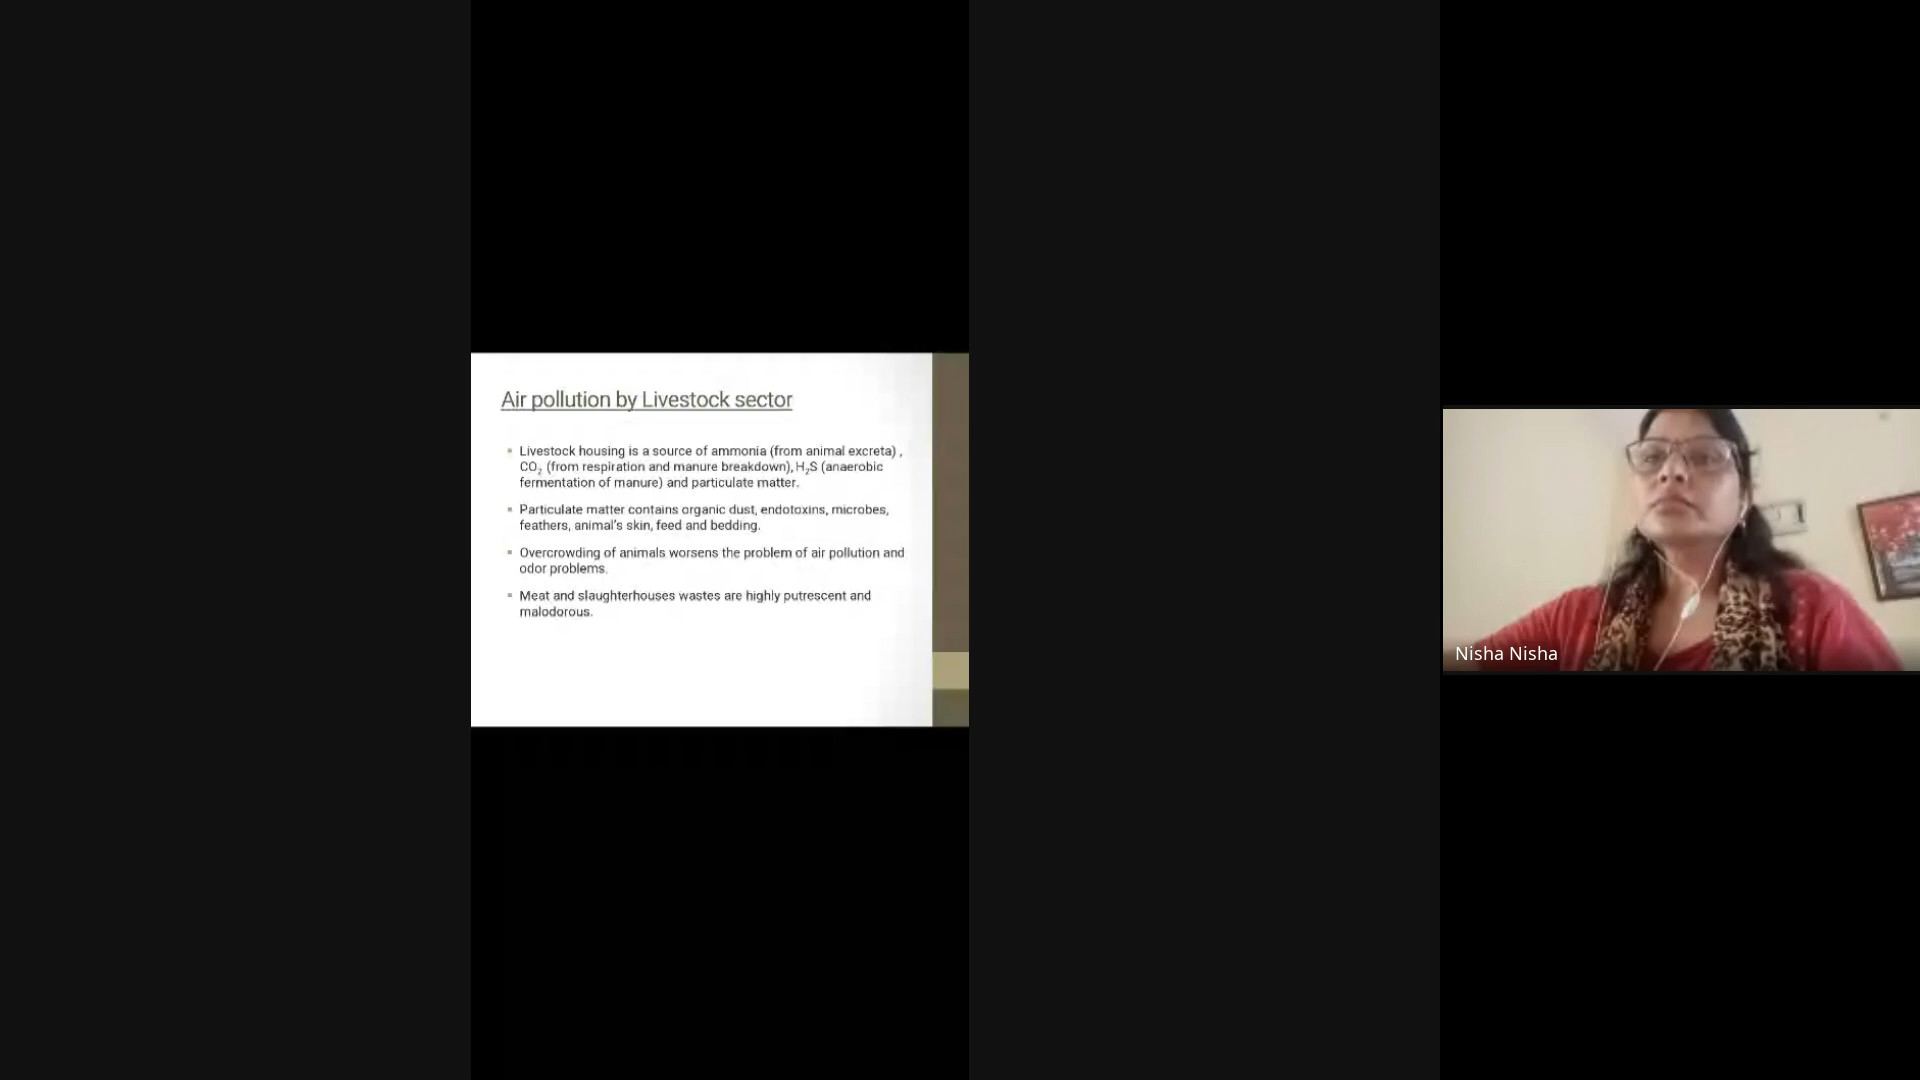 Air pollution by Livestock sector
▪ Livestock housing is a source of ammonia (from animal excreta) ,
CO₂ (from respiration and manure breakdown), H₂S (anaerobic
fermentation of manure) and particulate matter.
▪ Particulate matter contains organic dust, endotoxins, microbes,
feathers, animal's skin, feed and bedding.
▪ Overcrowding of animals worsens the problem of air pollution and
odor problems.
▪ Meat and slaughterhouses wastes are highly putrescent and
malodorous.
Nisha Nisha